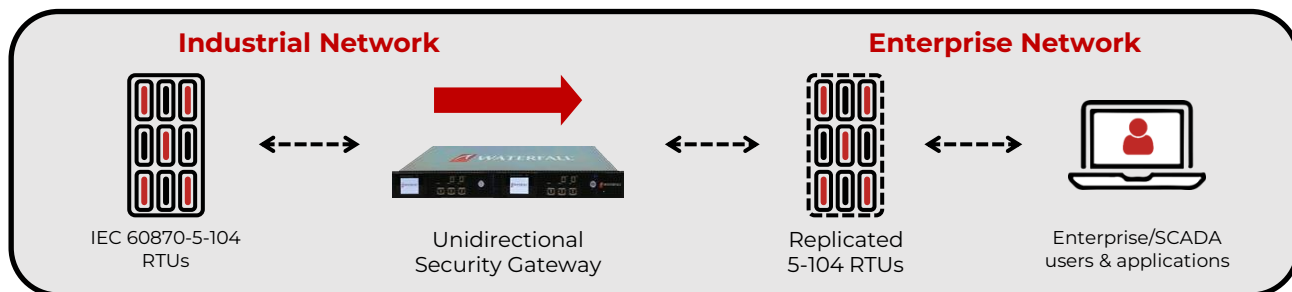 Industrial Network
Enterprise Network
WATERFALL
IEC 60870-5-104
RTUs
Unidirectional
Security Gateway
Replicated
5-104 RTUs
Enterprise/SCADA
users & applications